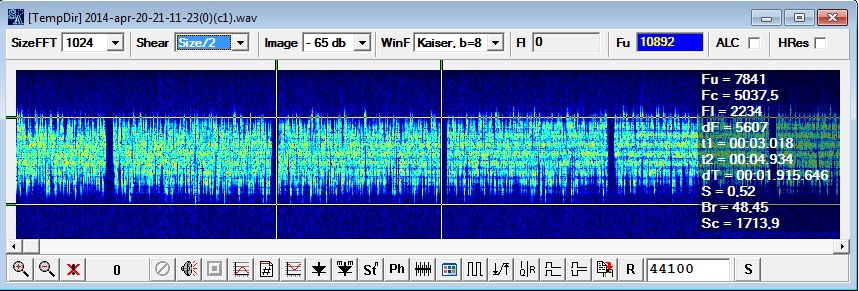 [TempDir] 2014-apr-20-21-11-23(0)(c1).wav
SizeFFT 1024 Shear Size/2 Image - 65 db WinF Kaiser, b=8 Fl 0 Fu 10892 ALC HRes
Fu = 7841
Fc = 5037,5
Fl = 2234
dF = 5607
t1 = 00:03.018
t2 = 00:04.934
dT = 00:01.915.646
S = 0,52
Br = 48,45
Sc = 1713,9
0 Sf Ph R 44100 S